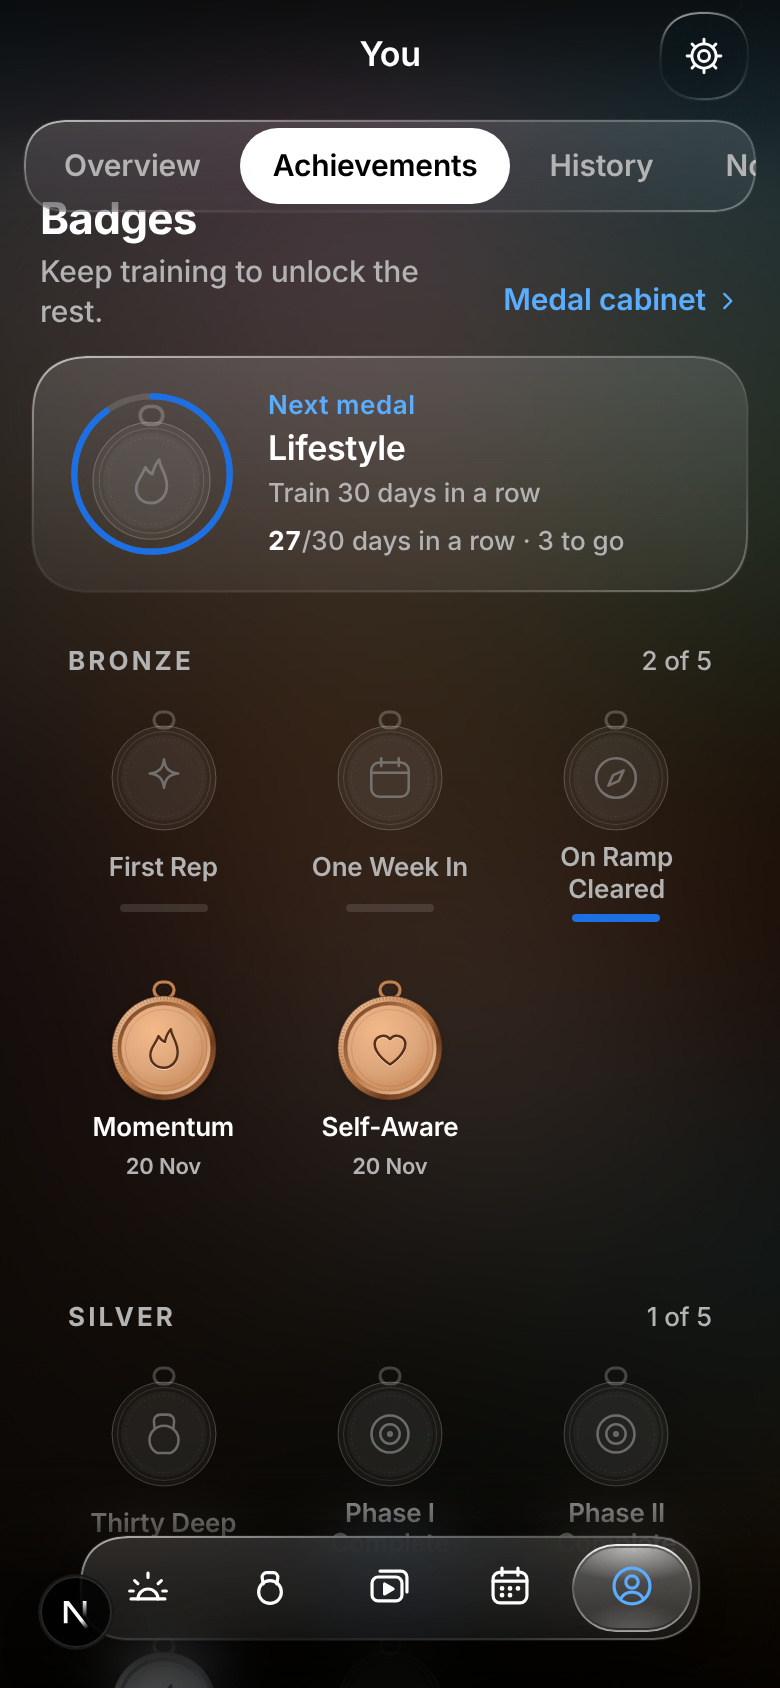 You
Overview
Achievements
History
No
Badges
Keep training to unlock the
rest.
Medal cabinet
Next medal
Lifestyle
Train 30 days in a row
27/30 days in a row · 3 to go
BRONZE
2 of 5
First Rep
One Week In
On Ramp
Cleared
Momentum
20 Nov
Self-Aware
20 Nov
SILVER
1 of 5
Thirty Deep
Phase I
Complete
Phase II
Complete
N